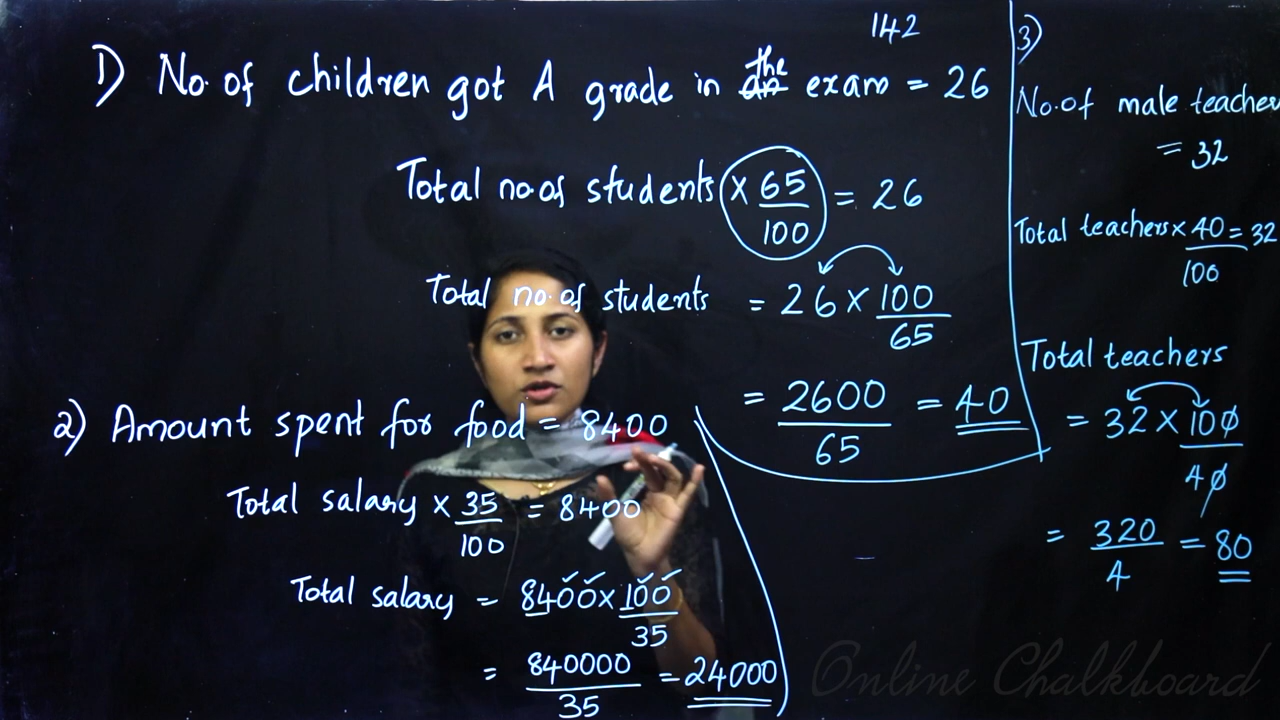 142
1) No. of children got A grade in an the exam = 26
Total no of students × 65/100 = 26
Total no. of students = 26 × 100/65
= 2600/65 = 40
2) Amount spent for food = 8400
Total salary × 35/100 = 8400
Total salary = 8400 × 100/35
= 840000/35 = 24000
3)
No. of male teacher
= 32
Total teachers × 40/100 = 32
Total teachers
= 32 × 100/40
= 320/4 = 80
Online Chalkboard